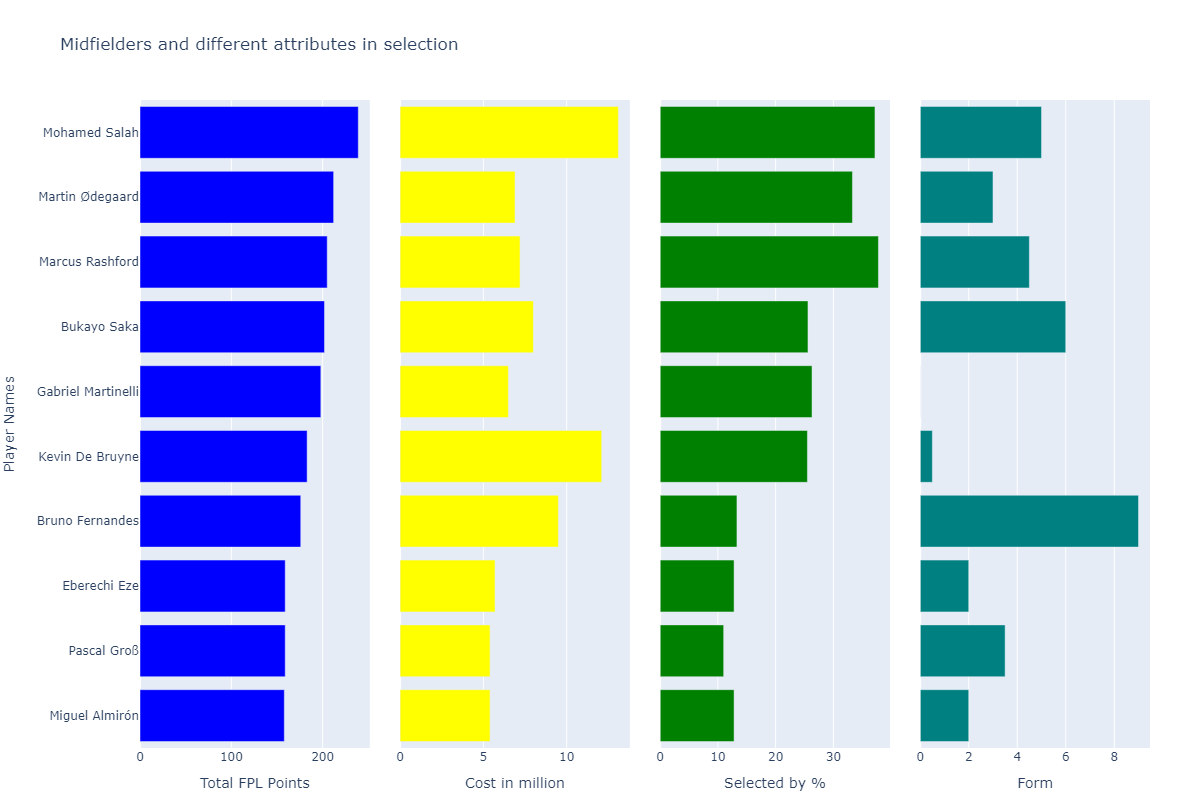 Midfielders and different attributes in selection
Player Names
Mohamed Salah
Martin Ødegaard
Marcus Rashford
Bukayo Saka
Gabriel Martinelli
Kevin De Bruyne
Bruno Fernandes
Eberechi Eze
Pascal Groß
Miguel Almirón
0 100 200
0 5 10
0 10 20 30
0 2 4 6 8
Total FPL Points
Cost in million
Selected by %
Form